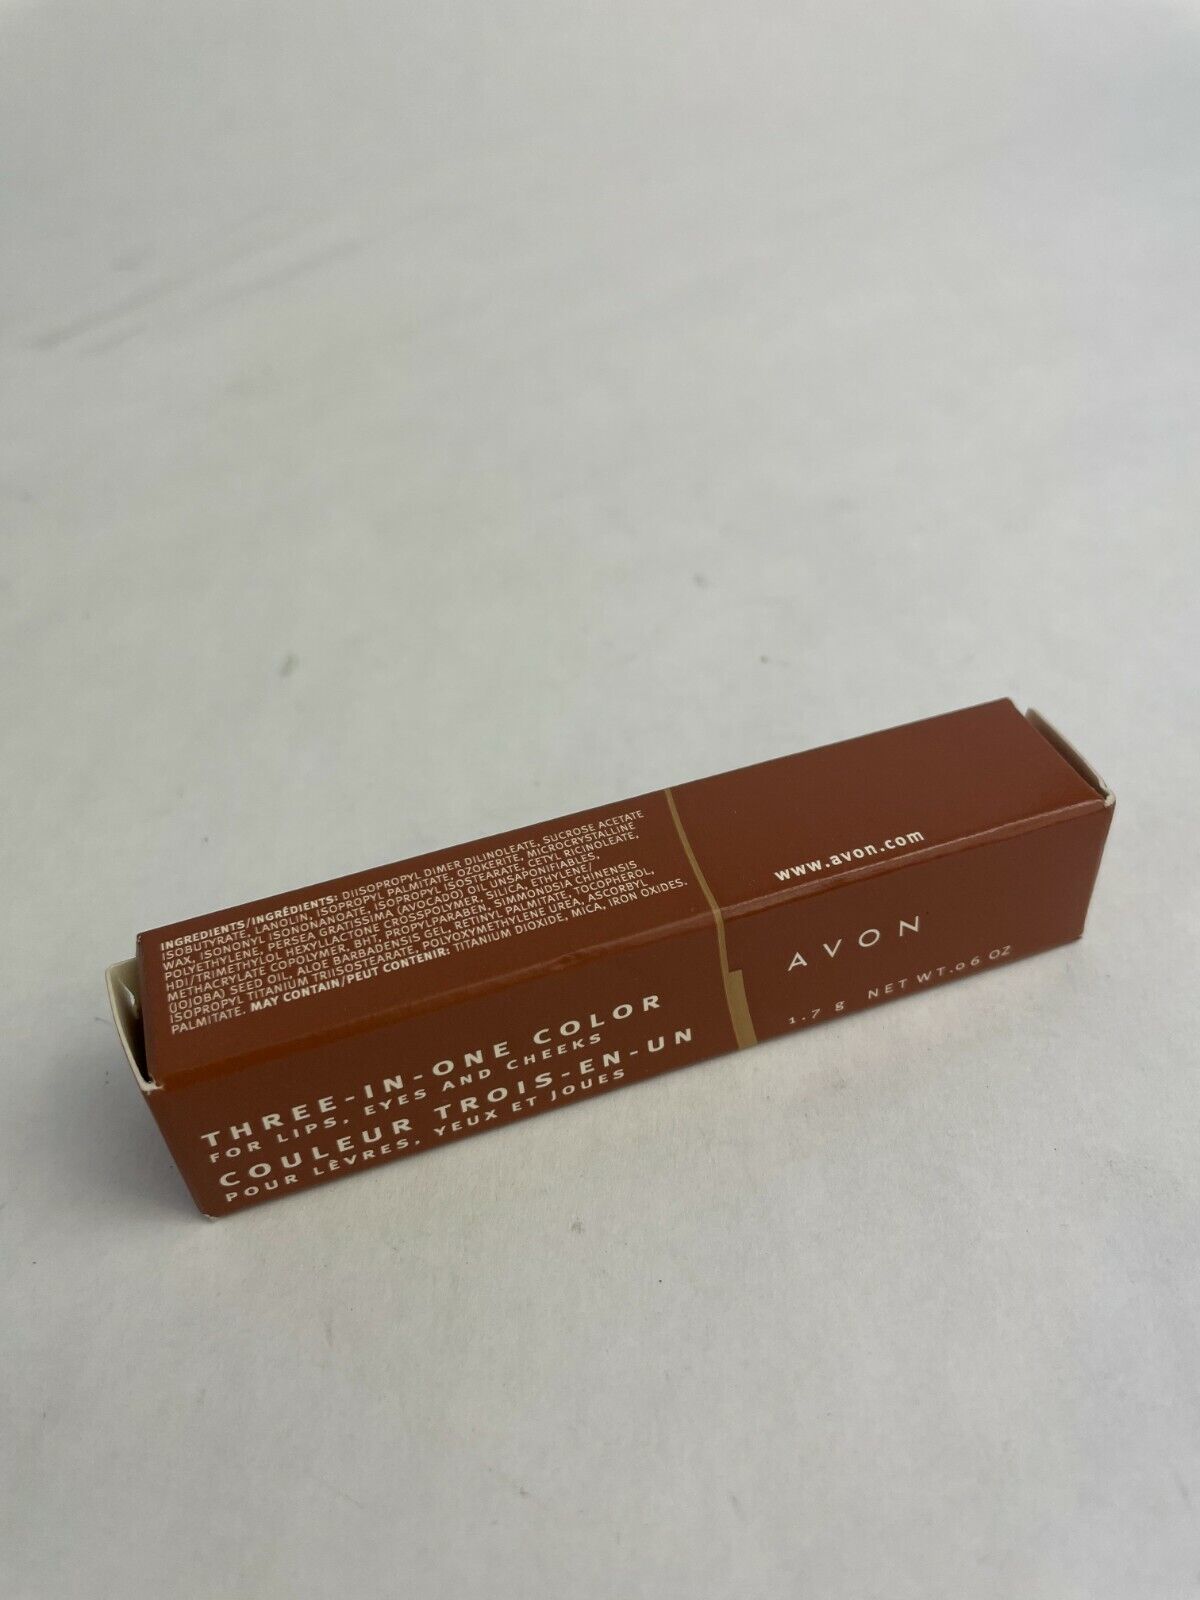 INGREDIENTS/INGRÉDIENTS: DIISOPROPYL DIMER DILINOLEATE, SUCROSE ACETATE
ISOBUTYRATE, LANOLIN, ISOPROPYL PALMITATE, OZOKERITE, MICROCRYSTALLINE
WAX, ISONONYL ISONONANOATE, ISOPROPYL ISOSTEARATE, CETYL RICINOLEATE,
POLYETHYLENE, PERSEA GRATISSIMA (AVOCADO) OIL UNSAPONIFIABLES,
HDI/TRIMETHYLOL HEXYLLACTONE CROSSPOLYMER, SILICA, ETHYLENE/
METHACRYLATE COPOLYMER, BHT, PROPYLPARABEN, SIMMONDSIA CHINENSIS
(JOJOBA) SEED OIL, ALOE BARBADENSIS GEL, RETINYL PALMITATE, TOCOPHEROL,
ISOPROPYL TITANIUM TRIISOSTEARATE, POLYOXYMETHYLENE UREA, ASCORBYL
PALMITATE. MAY CONTAIN/PEUT CONTENIR: TITANIUM DIOXIDE, MICA, IRON OXIDES.
www.avon.com
THREE-IN-ONE COLOR
FOR LIPS, EYES AND CHEEKS
COULEUR TROIS-EN-UN
POUR LÈVRES, YEUX ET JOUES
AVON
1.7 g NET WT. .06 OZ